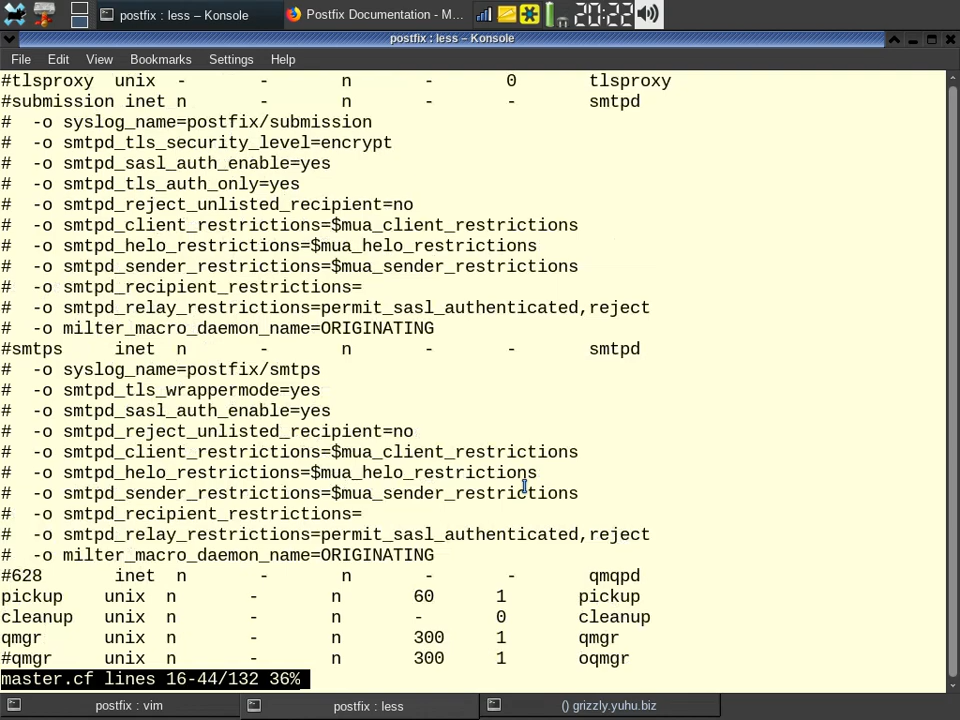 postfix : less – Konsole
Postfix Documentation - M...
20:22
postfix : less – Konsole
File Edit View Bookmarks Settings Help
#tlsproxy  unix  -       -       n       -       0       tlsproxy
#submission inet n       -       n       -       -       smtpd
#  -o syslog_name=postfix/submission
#  -o smtpd_tls_security_level=encrypt
#  -o smtpd_sasl_auth_enable=yes
#  -o smtpd_tls_auth_only=yes
#  -o smtpd_reject_unlisted_recipient=no
#  -o smtpd_client_restrictions=$mua_client_restrictions
#  -o smtpd_helo_restrictions=$mua_helo_restrictions
#  -o smtpd_sender_restrictions=$mua_sender_restrictions
#  -o smtpd_recipient_restrictions=
#  -o smtpd_relay_restrictions=permit_sasl_authenticated,reject
#  -o milter_macro_daemon_name=ORIGINATING
#smtps     inet  n       -       n       -       -       smtpd
#  -o syslog_name=postfix/smtps
#  -o smtpd_tls_wrappermode=yes
#  -o smtpd_sasl_auth_enable=yes
#  -o smtpd_reject_unlisted_recipient=no
#  -o smtpd_client_restrictions=$mua_client_restrictions
#  -o smtpd_helo_restrictions=$mua_helo_restrictions
#  -o smtpd_sender_restrictions=$mua_sender_restrictions
#  -o smtpd_recipient_restrictions=
#  -o smtpd_relay_restrictions=permit_sasl_authenticated,reject
#  -o milter_macro_daemon_name=ORIGINATING
#628       inet  n       -       n       -       -       qmqpd
pickup    unix  n       -       n       60      1       pickup
cleanup   unix  n       -       n       -       0       cleanup
qmgr      unix  n       -       n       300     1       qmgr
#qmgr     unix  n       -       n       300     1       oqmgr
master.cf lines 16-44/132 36%
postfix : vim
postfix : less
() grizzly.yuhu.biz